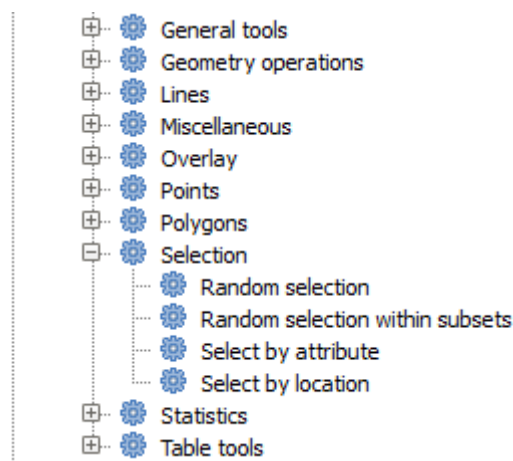 General tools
Geometry operations
Lines
Miscellaneous
Overlay
Points
Polygons
Selection
Random selection
Random selection within subsets
Select by attribute
Select by location
Statistics
Table tools